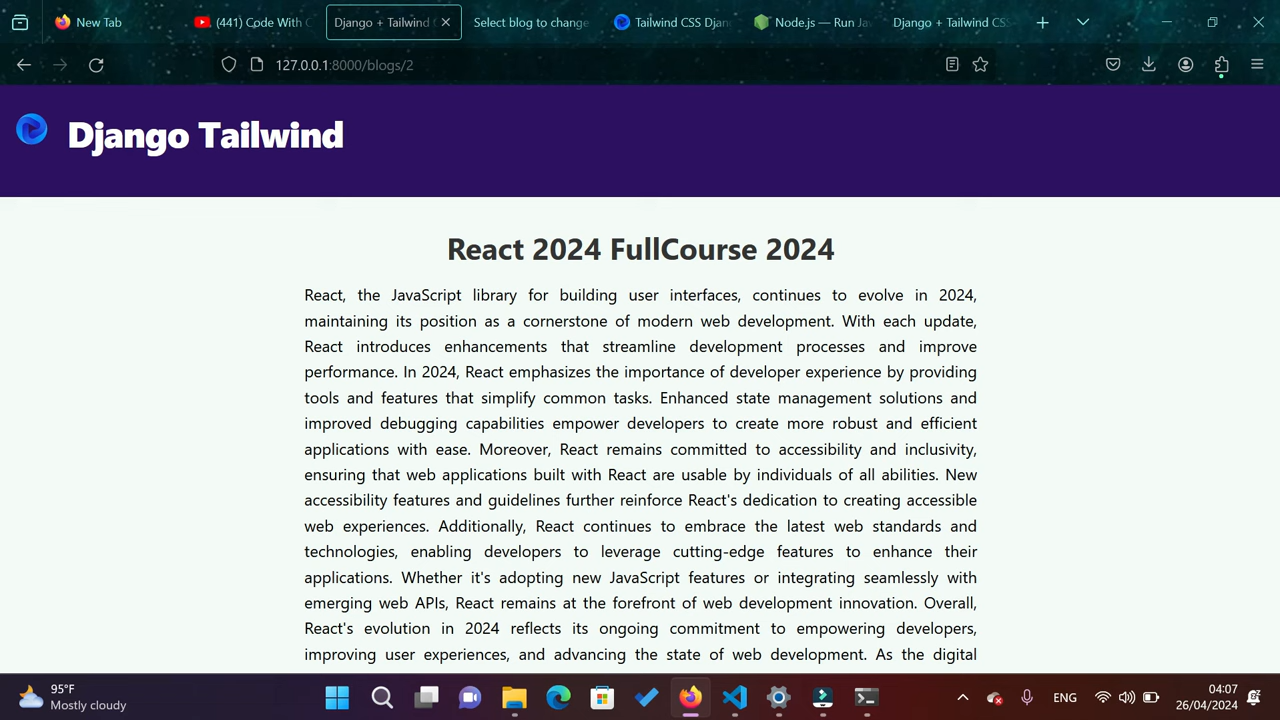 New Tab
(441) Code With C
Django + Tailwind C
Select blog to change
Tailwind CSS Djan
Node.js — Run Ja
Django + Tailwind CSS
127.0.0.1:8000/blogs/2
Django Tailwind
React 2024 FullCourse 2024
React, the JavaScript library for building user interfaces, continues to evolve in 2024,
maintaining its position as a cornerstone of modern web development. With each update,
React introduces enhancements that streamline development processes and improve
performance. In 2024, React emphasizes the importance of developer experience by providing
tools and features that simplify common tasks. Enhanced state management solutions and
improved debugging capabilities empower developers to create more robust and efficient
applications with ease. Moreover, React remains committed to accessibility and inclusivity,
ensuring that web applications built with React are usable by individuals of all abilities. New
accessibility features and guidelines further reinforce React's dedication to creating accessible
web experiences. Additionally, React continues to embrace the latest web standards and
technologies, enabling developers to leverage cutting-edge features to enhance their
applications. Whether it's adopting new JavaScript features or integrating seamlessly with
emerging web APIs, React remains at the forefront of web development innovation. Overall,
React's evolution in 2024 reflects its ongoing commitment to empowering developers,
improving user experiences, and advancing the state of web development. As the digital
95°F
Mostly cloudy
ENG
04:07
26/04/2024